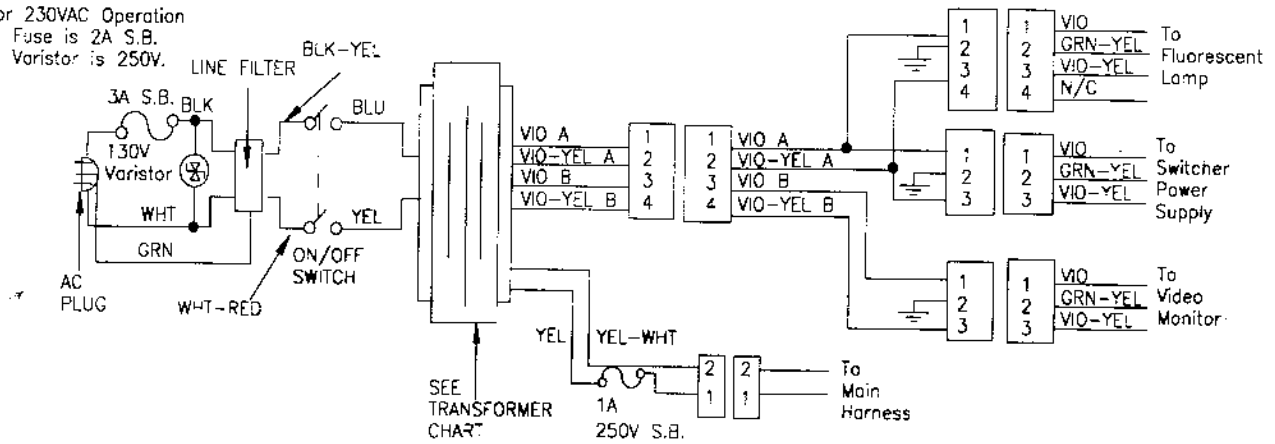 or 230VAC Operation
Fuse is 2A S.B.
Varistor is 250V.
LINE FILTER
BLK-YEL
3A S.B.
BLK
BLU
130V
Varistor
WHT
GRN
YEL
ON/OFF
SWITCH
AC
PLUG
WHT-RED
VIO A
VIO-YEL A
VIO B
VIO-YEL B
1
2
3
4
1
2
3
4
VIO A
VIO-YEL A
VIO B
VIO-YEL B
1
2
3
4
1
2
3
4
VIO
GRN-YEL
VIO-YEL
N/C
To
Fluorescent
Lamp
1
2
3
1
2
3
VIO
GRN-YEL
VIO-YEL
To
Switcher
Power
Supply
1
2
3
1
2
3
VIO
GRN-YEL
VIO-YEL
To
Video
Monitor
YEL
YEL-WHT
SEE
TRANSFORMER
CHART
1A
250V S.B.
2
1
2
1
To
Main
Harness